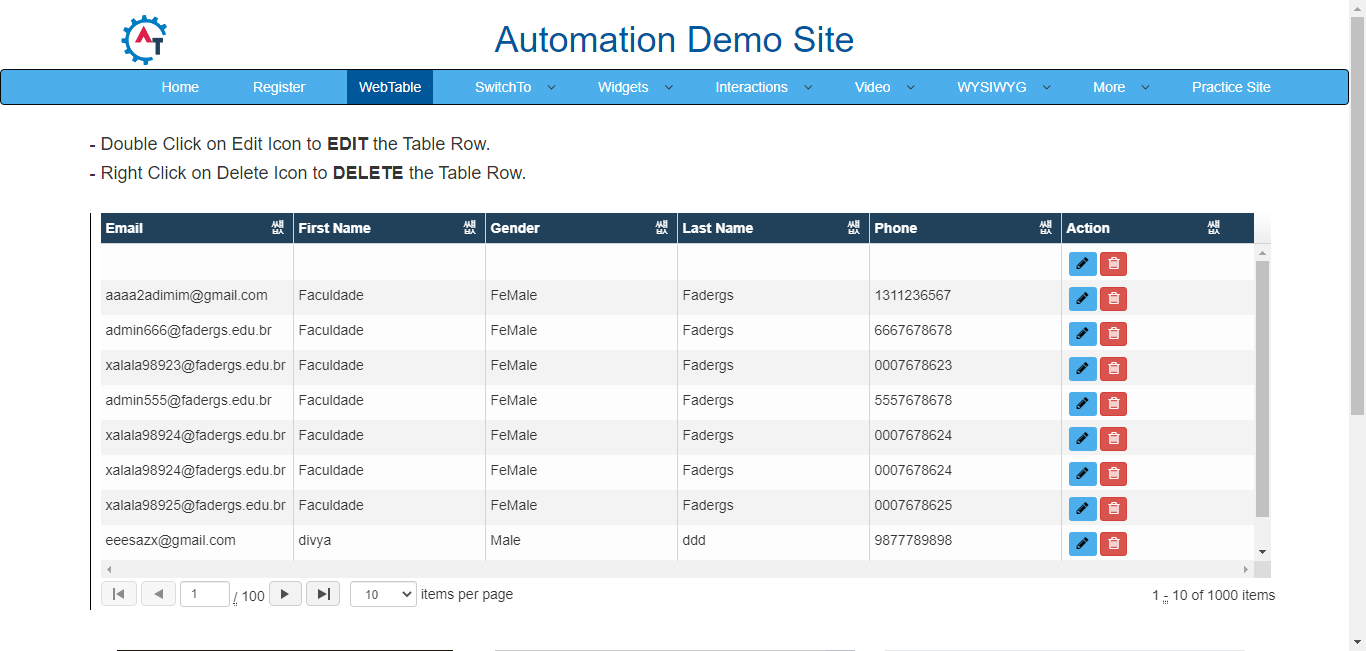 AT
Automation Demo Site
Home Register WebTable SwitchTo Widgets Interactions Video WYSIWYG More Practice Site
- Double Click on Edit Icon to EDIT the Table Row.
- Right Click on Delete Icon to DELETE the Table Row.
Email First Name Gender Last Name Phone Action
aaaa2adimim@gmail.com Faculdade FeMale Fadergs 1311236567
admin666@fadergs.edu.br Faculdade FeMale Fadergs 6667678678
xalala98923@fadergs.edu.br Faculdade FeMale Fadergs 0007678623
admin555@fadergs.edu.br Faculdade FeMale Fadergs 5557678678
xalala98924@fadergs.edu.br Faculdade FeMale Fadergs 0007678624
xalala98924@fadergs.edu.br Faculdade FeMale Fadergs 0007678624
xalala98925@fadergs.edu.br Faculdade FeMale Fadergs 0007678625
eeesazx@gmail.com divya Male ddd 9877789898
1 / 100 10 items per page 1 - 10 of 1000 items